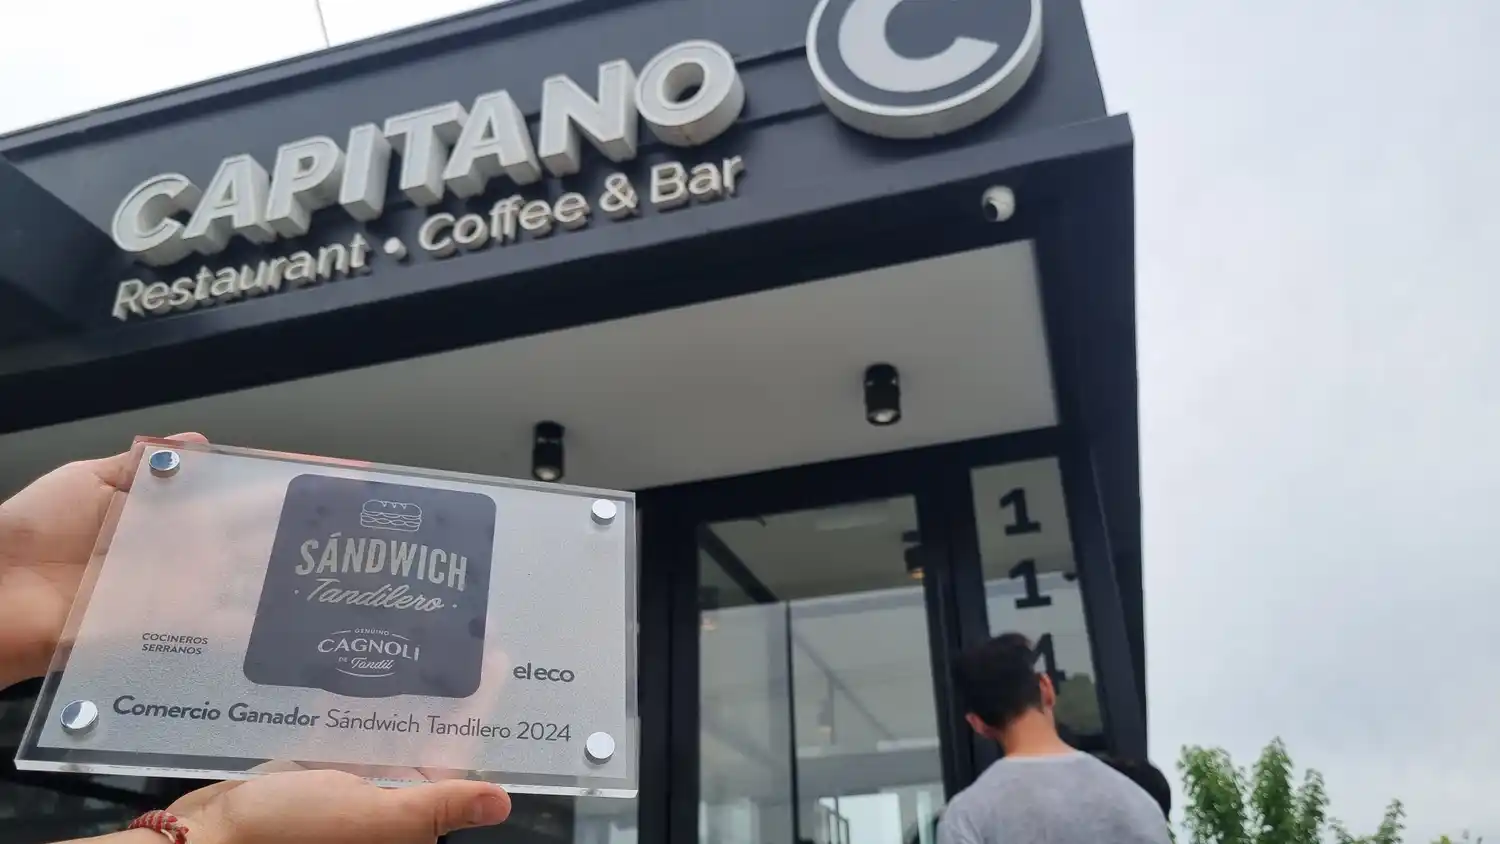 C
CAPITANO
Restaurant • Coffee & Bar
1
1
4
SÁNDWICH
· Tandilero ·
GENUINO
CAGNOLI
DE Tandil
COCINEROS
SERRANOS
el eco
Comercio Ganador Sándwich Tandilero 2024